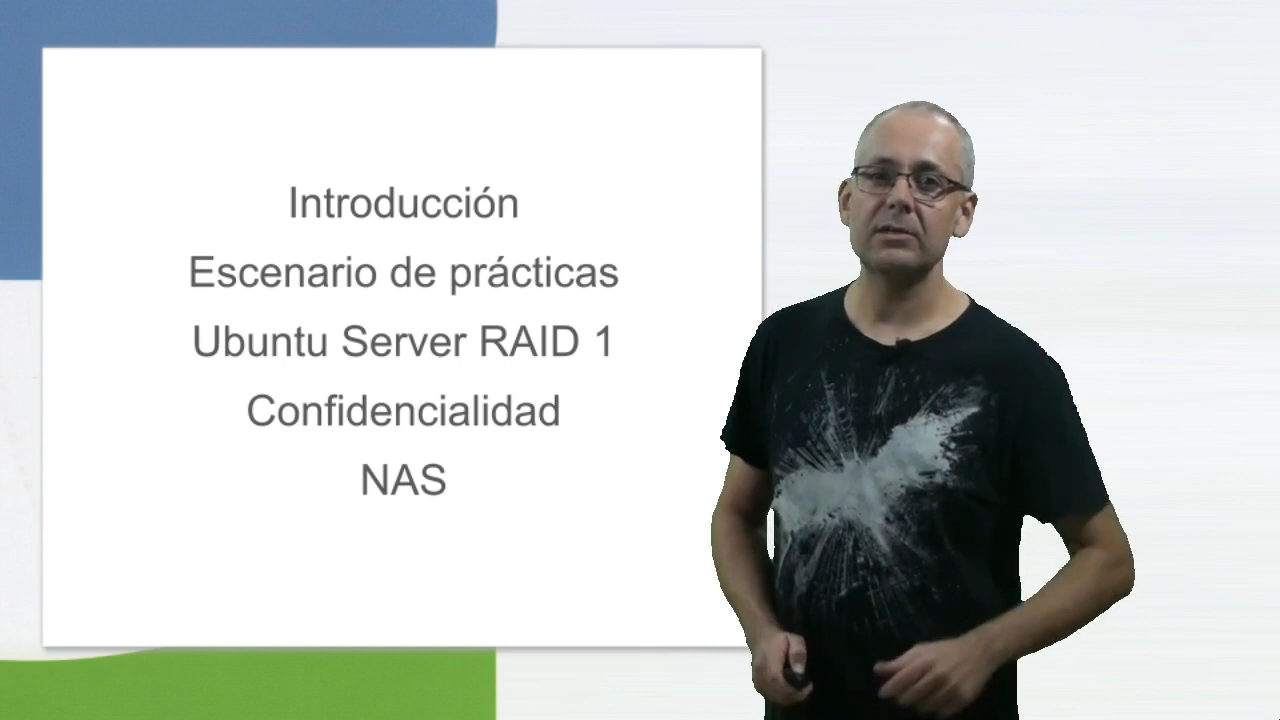 Introducción
Escenario de prácticas
Ubuntu Server RAID 1
Confidencialidad
NAS